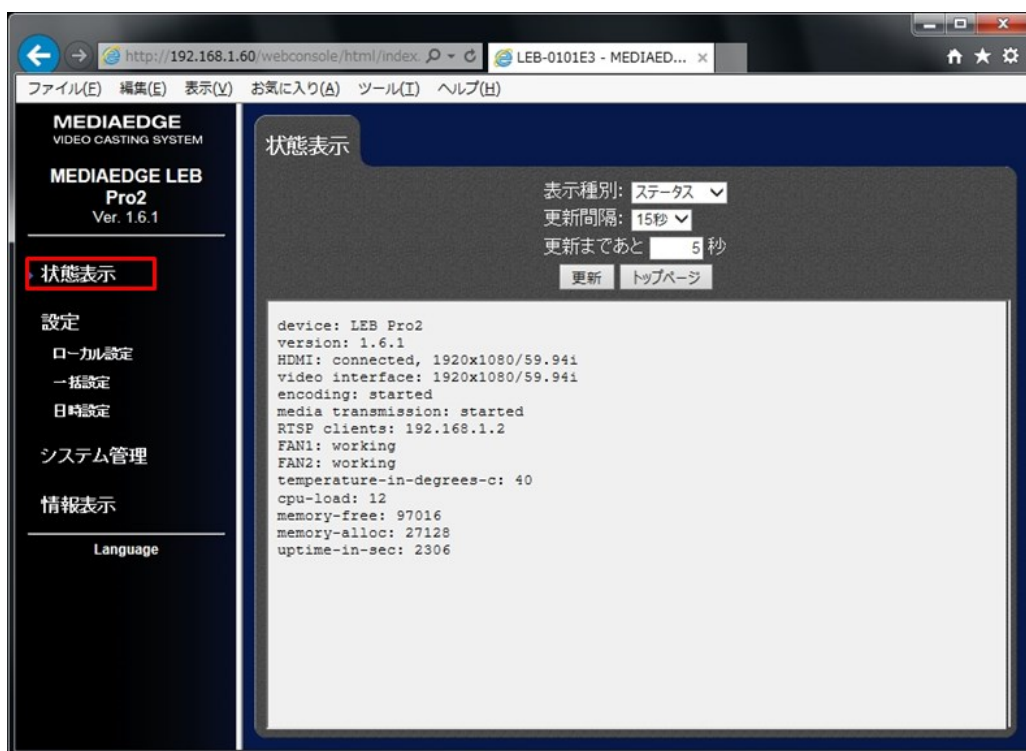 http://192.168.1.60/webconsole/html/index.
LEB-0101E3 - MEDIAED...
ファイル(F) 編集(E) 表示(V) お気に入り(A) ツール(T) ヘルプ(H)
MEDIAEDGE
VIDEO CASTING SYSTEM
MEDIAEDGE LEB
Pro2
Ver. 1.6.1
状態表示
設定
ローカル設定
一括設定
日時設定
システム管理
情報表示
Language
状態表示
表示種別: ステータス
更新間隔: 15秒
更新まであと 5 秒
更新 トップページ
device: LEB Pro2
version: 1.6.1
HDMI: connected, 1920x1080/59.94i
video interface: 1920x1080/59.94i
encoding: started
media transmission: started
RTSP clients: 192.168.1.2
FAN1: working
FAN2: working
temperature-in-degrees-c: 40
cpu-load: 12
memory-free: 97016
memory-alloc: 27128
uptime-in-sec: 2306